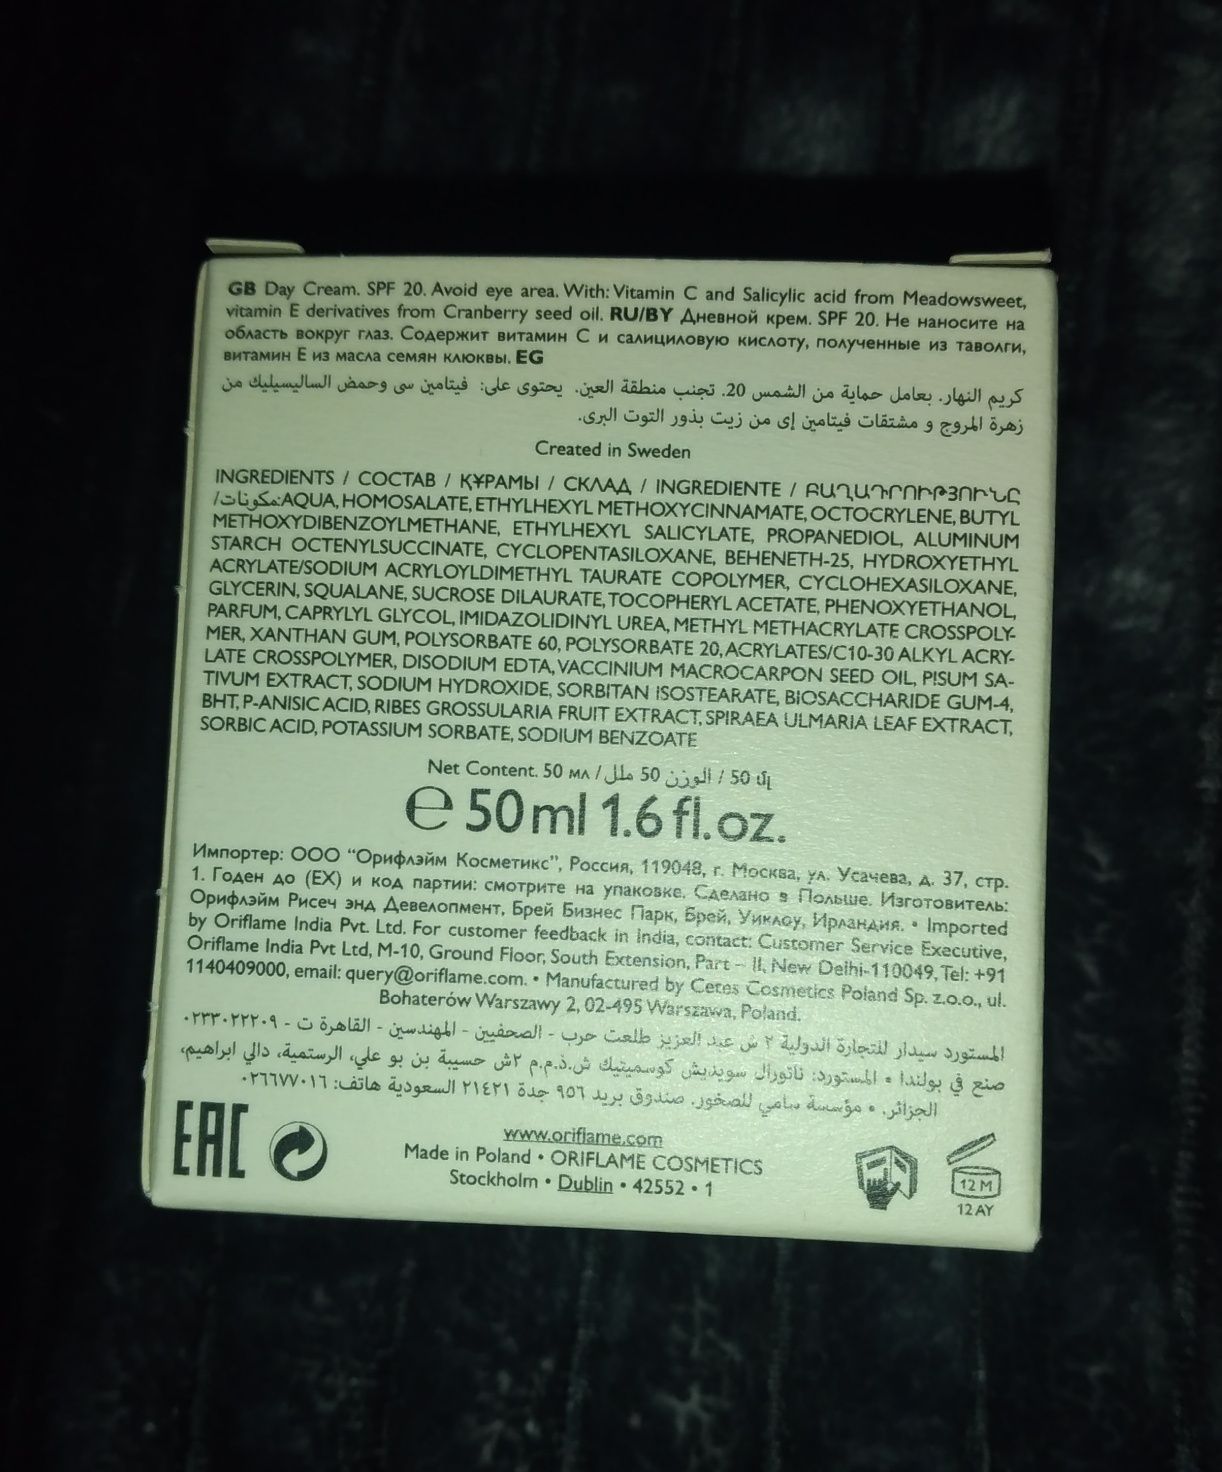 GB Day Cream. SPF 20. Avoid eye area. With: Vitamin C and Salicylic acid from Meadowsweet,
vitamin E derivatives from Cranberry seed oil. RU/BY Дневной крем. SPF 20. Не наносите на
область вокруг глаз. Содержит витамин С и салициловую кислоту, полученные из таволги,
витамин Е из масла семян клюквы. EG
كريم النهار. بعامل حماية من الشمس 20. تجنب منطقة العين. يحتوى على: فيتامين سى وحمض الساليسيليك من
زهرة المروج و مشتقات فيتامين إى من زيت بذور التوت البرى.
Created in Sweden
INGREDIENTS / СОСТАВ / ҚҰРАМЫ / СКЛАД / INGREDIENTE / ԲԱՂԱԴՐՈՒԹՅՈՒՆԸ
/مكونات:AQUA, HOMOSALATE, ETHYLHEXYL METHOXYCINNAMATE, OCTOCRYLENE, BUTYL
METHOXYDIBENZOYLMETHANE, ETHYLHEXYL SALICYLATE, PROPANEDIOL, ALUMINUM
STARCH OCTENYLSUCCINATE, CYCLOPENTASILOXANE, BEHENETH-25, HYDROXYETHYL
ACRYLATE/SODIUM ACRYLOYLDIMETHYL TAURATE COPOLYMER, CYCLOHEXASILOXANE,
GLYCERIN, SQUALANE, SUCROSE DILAURATE, TOCOPHERYL ACETATE, PHENOXYETHANOL,
PARFUM, CAPRYLYL GLYCOL, IMIDAZOLIDINYL UREA, METHYL METHACRYLATE CROSSPOLY-
MER, XANTHAN GUM, POLYSORBATE 60, POLYSORBATE 20, ACRYLATES/C10-30 ALKYL ACRY-
LATE CROSSPOLYMER, DISODIUM EDTA, VACCINIUM MACROCARPON SEED OIL, PISUM SA-
TIVUM EXTRACT, SODIUM HYDROXIDE, SORBITAN ISOSTEARATE, BIOSACCHARIDE GUM-4,
BHT, P-ANISIC ACID, RIBES GROSSULARIA FRUIT EXTRACT, SPIRAEA ULMARIA LEAF EXTRACT,
SORBIC ACID, POTASSIUM SORBATE, SODIUM BENZOATE
Net Content. 50 мл / الوزن 50 ملل / 50 մլ
℮ 50ml 1.6 fl.oz.
Импортер: ООО "Орифлэйм Косметикс", Россия, 119048, г. Москва, ул. Усачева, д. 37, стр.
1. Годен до (EX) и код партии: смотрите на упаковке. Сделано в Польше. Изготовитель:
Орифлэйм Рисеч энд Девелопмент, Брей Бизнес Парк, Брей, Уиклоу, Ирландия. • Imported
by Oriflame India Pvt. Ltd. For customer feedback in India, contact: Customer Service Executive,
Oriflame India Pvt Ltd, M-10, Ground Floor, South Extension, Part – II, New Delhi-110049, Tel: +91
1140409000, email: query@oriflame.com. • Manufactured by Cetes Cosmetics Poland Sp. z.o.o., ul.
Bohaterów Warszawy 2, 02-495 Warszawa, Poland.
المستورد سيدار للتجارة الدولية ٢ ش عبد العزيز طلعت حرب - الصحفيين - المهندسين - القاهرة ت - ٠٢٣٣٠٢٢٢٠٩
صنع في بولندا • المستورد: ناتورال سويديش كوسميتيك ش.ذ.م.م ٢ش حسيبة بن بو علي، الرستمية، دالي ابراهيم،
الجزائر. • مؤسسة سامي للصخور. صندوق بريد ٩٥٦ جدة ٢١٤٢١ السعودية هاتف: ٠٢٦٦٧٧٠١٦
EAC
www.oriflame.com
Made in Poland • ORIFLAME COSMETICS
Stockholm • Dublin • 42552 • 1
12 M
12 AY